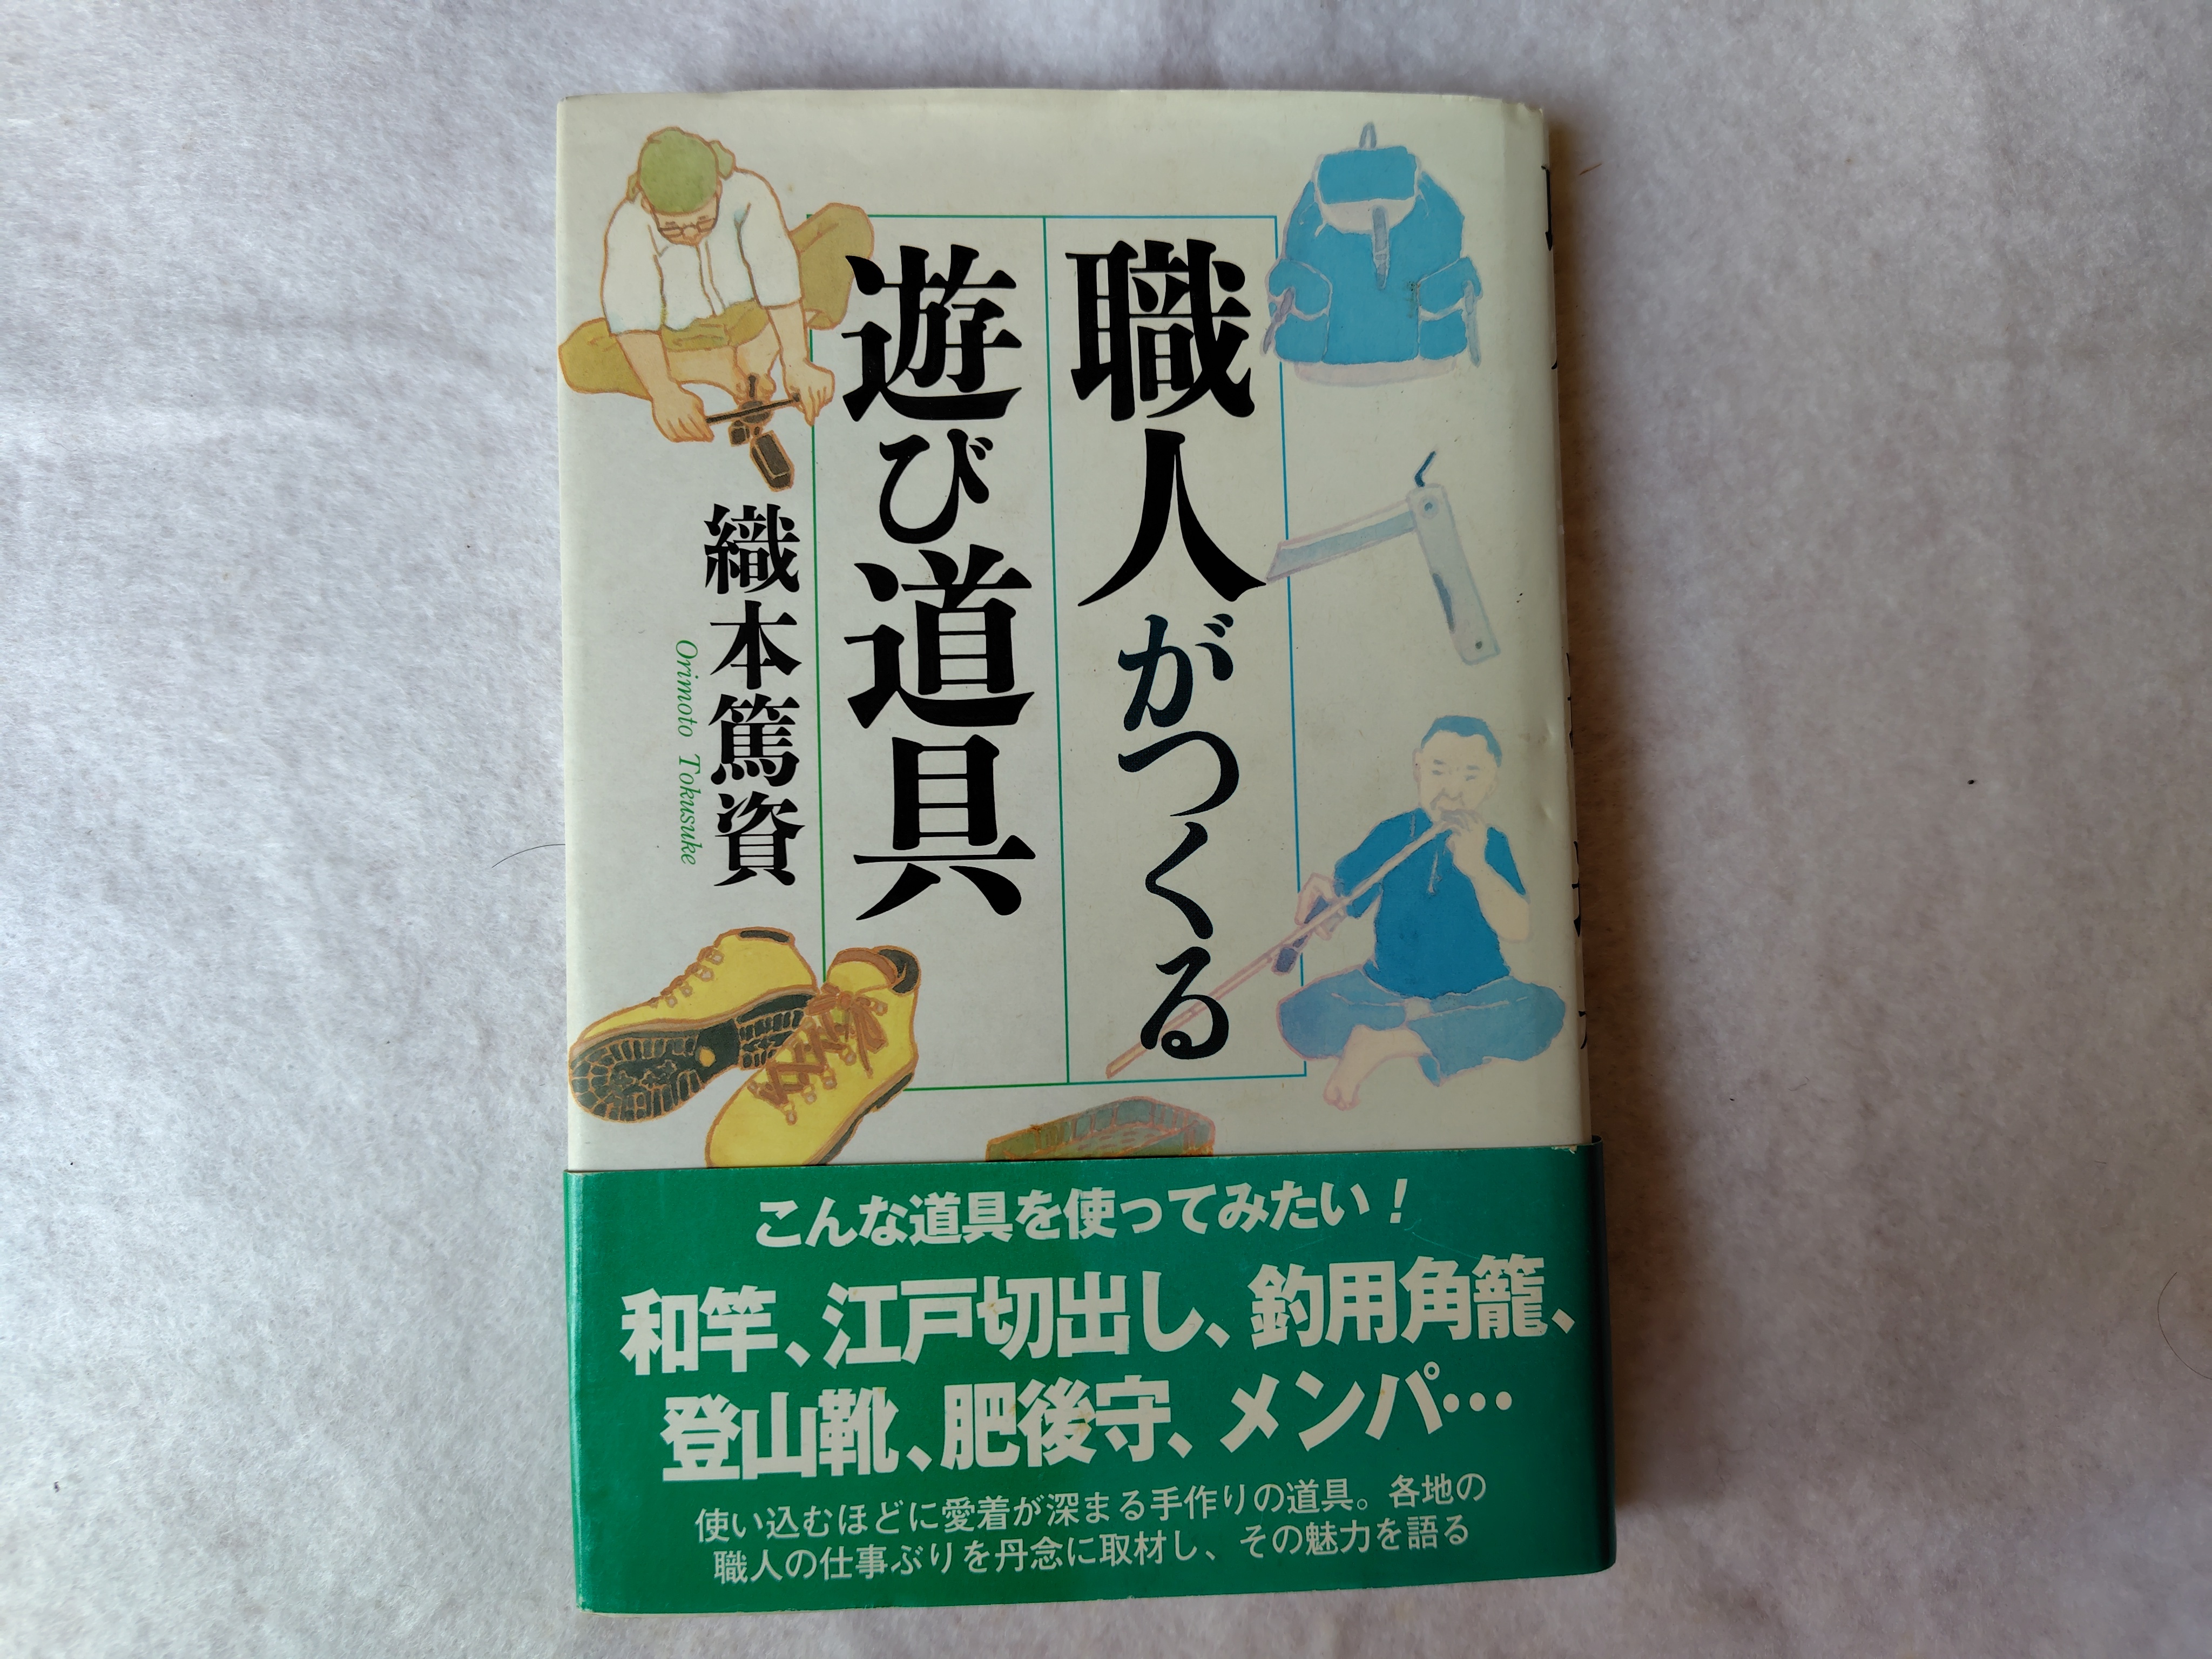 職人がつくる
遊び道具
織本篤資
Orimoto Tokusuke
こんな道具を使ってみたい！
和竿、江戸切出し、釣用角籠、
登山靴、肥後守、メンパ…
使い込むほどに愛着が深まる手作りの道具。各地の
職人の仕事ぶりを丹念に取材し、その魅力を語る